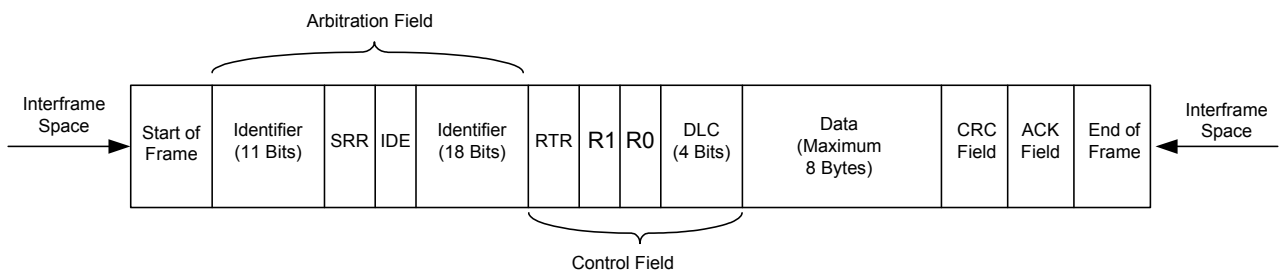 Arbitration Field
Interframe
Space
Start of
Frame
Identifier
(11 Bits)
SRR
IDE
Identifier
(18 Bits)
RTR
R1
R0
DLC
(4 Bits)
Data
(Maximum
8 Bytes)
CRC
Field
ACK
Field
End of
Frame
Interframe
Space
Control Field